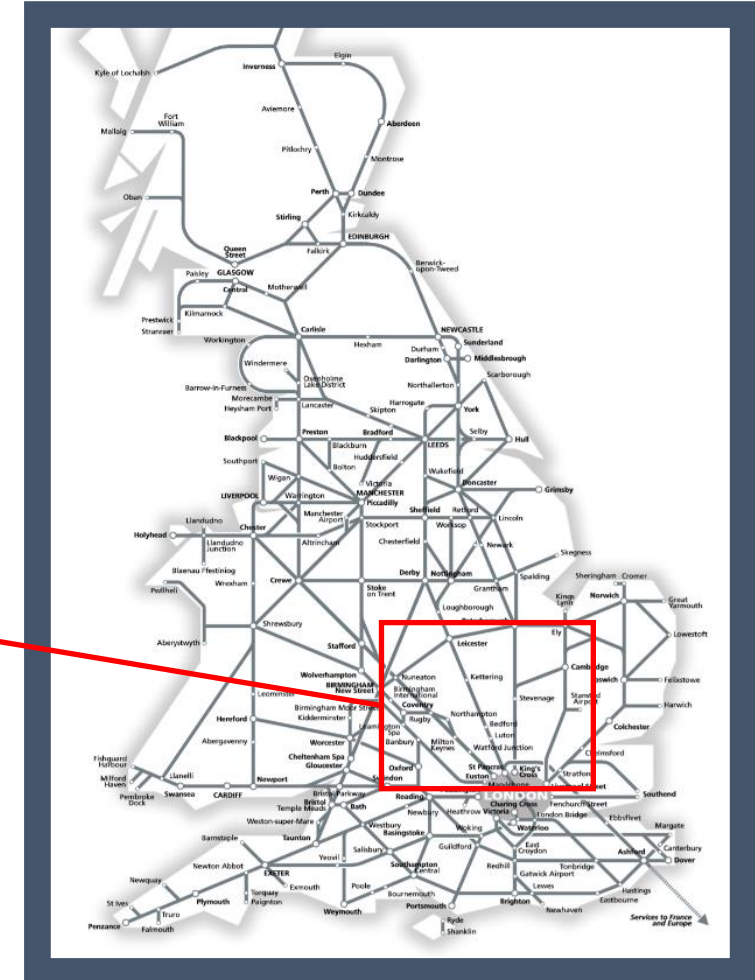 Elgin
Inverness
Kyle of Lochalsh
Aviemore
Fort
William
Aberdeen
Mallaig
Pitlochry
Montrose
Perth
Dundee
Oban
Stirling
Kirkcaldy
EDINBURGH
Queen
Street
Falkirk
Berwick-
upon-Tweed
Paisley
GLASGOW
Central
Motherwell
Kilmarnock
Prestwick
Stranraer
Carlisle
NEWCASTLE
Sunderland
Workington
Hexham
Durham
Darlington
Middlesbrough
Windermere
Scarborough
Oxenholme
Lake District
Barrow-in-Furness
Northallerton
Morecambe
Heysham Port
Lancaster
Harrogate
York
Skipton
Blackpool
Preston
Bradford
Selby
Hull
Blackburn
LEEDS
Huddersfield
Southport
Bolton
Wakefield
Wigan
Victoria
Doncaster
LIVERPOOL
Warrington
MANCHESTER
Piccadilly
Grimsby
Manchester
Airport
Sheffield
Retford
Lincoln
Llandudno
Stockport
Worksop
Holyhead
Chester
Llandudno
Junction
Altrincham
Chesterfield
Newark
Skegness
Blaenau Ffestiniog
Derby
Nottingham
Spalding
Sheringham
Cromer
Wrexham
Crewe
Stoke
on Trent
Grantham
Kings
Lynn
Norwich
Great
Yarmouth
Pwllheli
Loughborough
Shrewsbury
Ely
Lowestoft
Aberystwyth
Stafford
Leicester
Wolverhampton
Nuneaton
Kettering
Cambridge
BIRMINGHAM
New Street
Birmingham
International
Felixstowe
Leominster
Coventry
Stevenage
Stansted
Airport
Birmingham Moor Street
Kidderminster
Rugby
Northampton
Harwich
Hereford
Leamington
Spa
Bedford
Colchester
Abergavenny
Worcester
Banbury
Milton
Keynes
Luton
Watford Junction
Chelmsford
Cheltenham Spa
Gloucester
Fishguard
Harbour
Oxford
St Pancras
King's
Cross
Euston
Stratford
Milford
Haven
Llanelli
Newport
Swindon
Marylebone
Pembroke
Dock
Swansea
CARDIFF
Bristol Parkway
Reading
LONDON
Southend
Bristol
Temple Meads
Bath
Newbury
Heathrow
Victoria
Charing Cross
Fenchurch Street
London Bridge
Ebbsfleet
Weston-super-Mare
Westbury
Basingstoke
Woking
Waterloo
Margate
Barnstaple
Taunton
Salisbury
Guildford
East
Croydon
Canterbury
Newton Abbot
Yeovil
Southampton
Central
Redhill
Tonbridge
Ashford
Dover
EXETER
Gatwick Airport
Newquay
Exmouth
Poole
Lewes
Hastings
St Ives
Plymouth
Torquay
Paignton
Bournemouth
Brighton
Eastbourne
Truro
Weymouth
Portsmouth
Newhaven
Penzance
Falmouth
Ryde
Shanklin
Services to France
and Europe